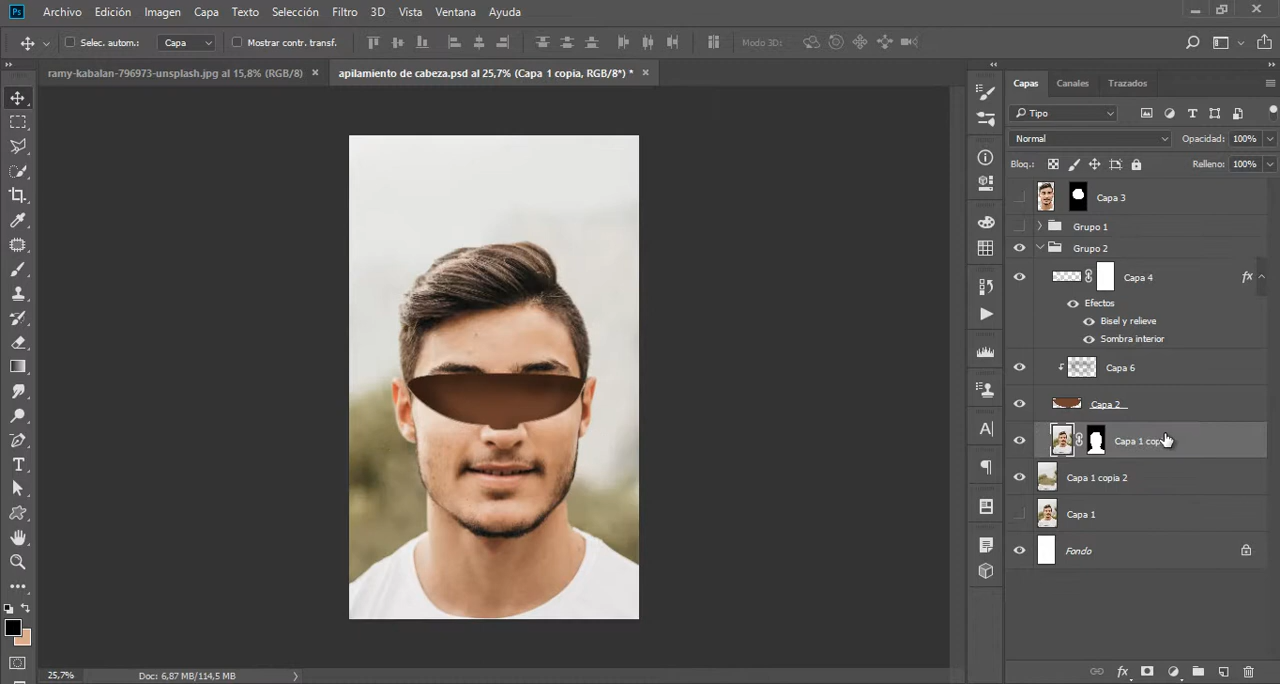 Ps Archivo Edición Imagen Capa Texto Selección Filtro 3D Vista Ventana Ayuda
Selec. autom.: Capa Mostrar contr. transf. Modo 3D:
ramy-kabalan-796973-unsplash.jpg al 15,8% (RGB/8) × apilamiento de cabeza.psd al 25,7% (Capa 1 copia, RGB/8*) * ×
Capas Canales Trazados
Tipo
Normal Opacidad: 100%
Bloq.: Relleno: 100%
Capa 3
Grupo 1
Grupo 2
Capa 4 fx
Efectos
Bisel y relieve
Sombra interior
Capa 6
Capa 2
Capa 1 cop
Capa 1 copia 2
Capa 1
Fondo
25,7% Doc: 6,87 MB/114,5 MB
fx